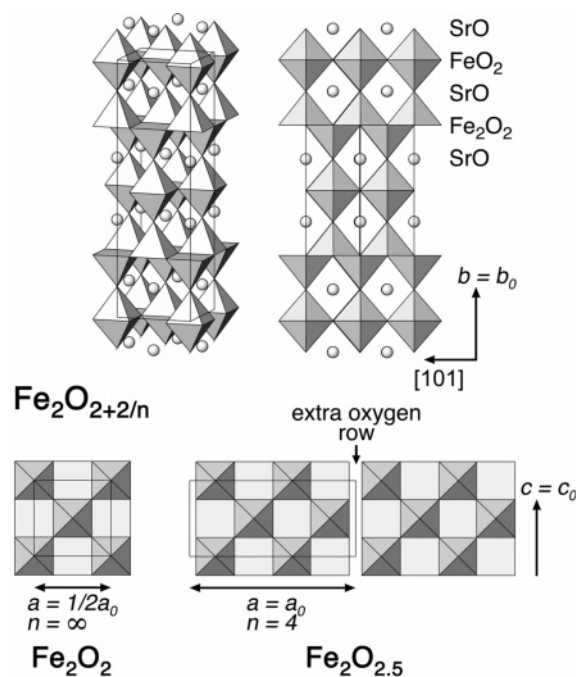 SrO
FeO₂
SrO
Fe₂O₂
SrO
b = b₀
[101]
Fe₂O₂₊₂/ₙ
extra oxygen
row
c = c₀
a = 1/2a₀
n = ∞
Fe₂O₂
a = a₀
n = 4
Fe₂O₂.₅